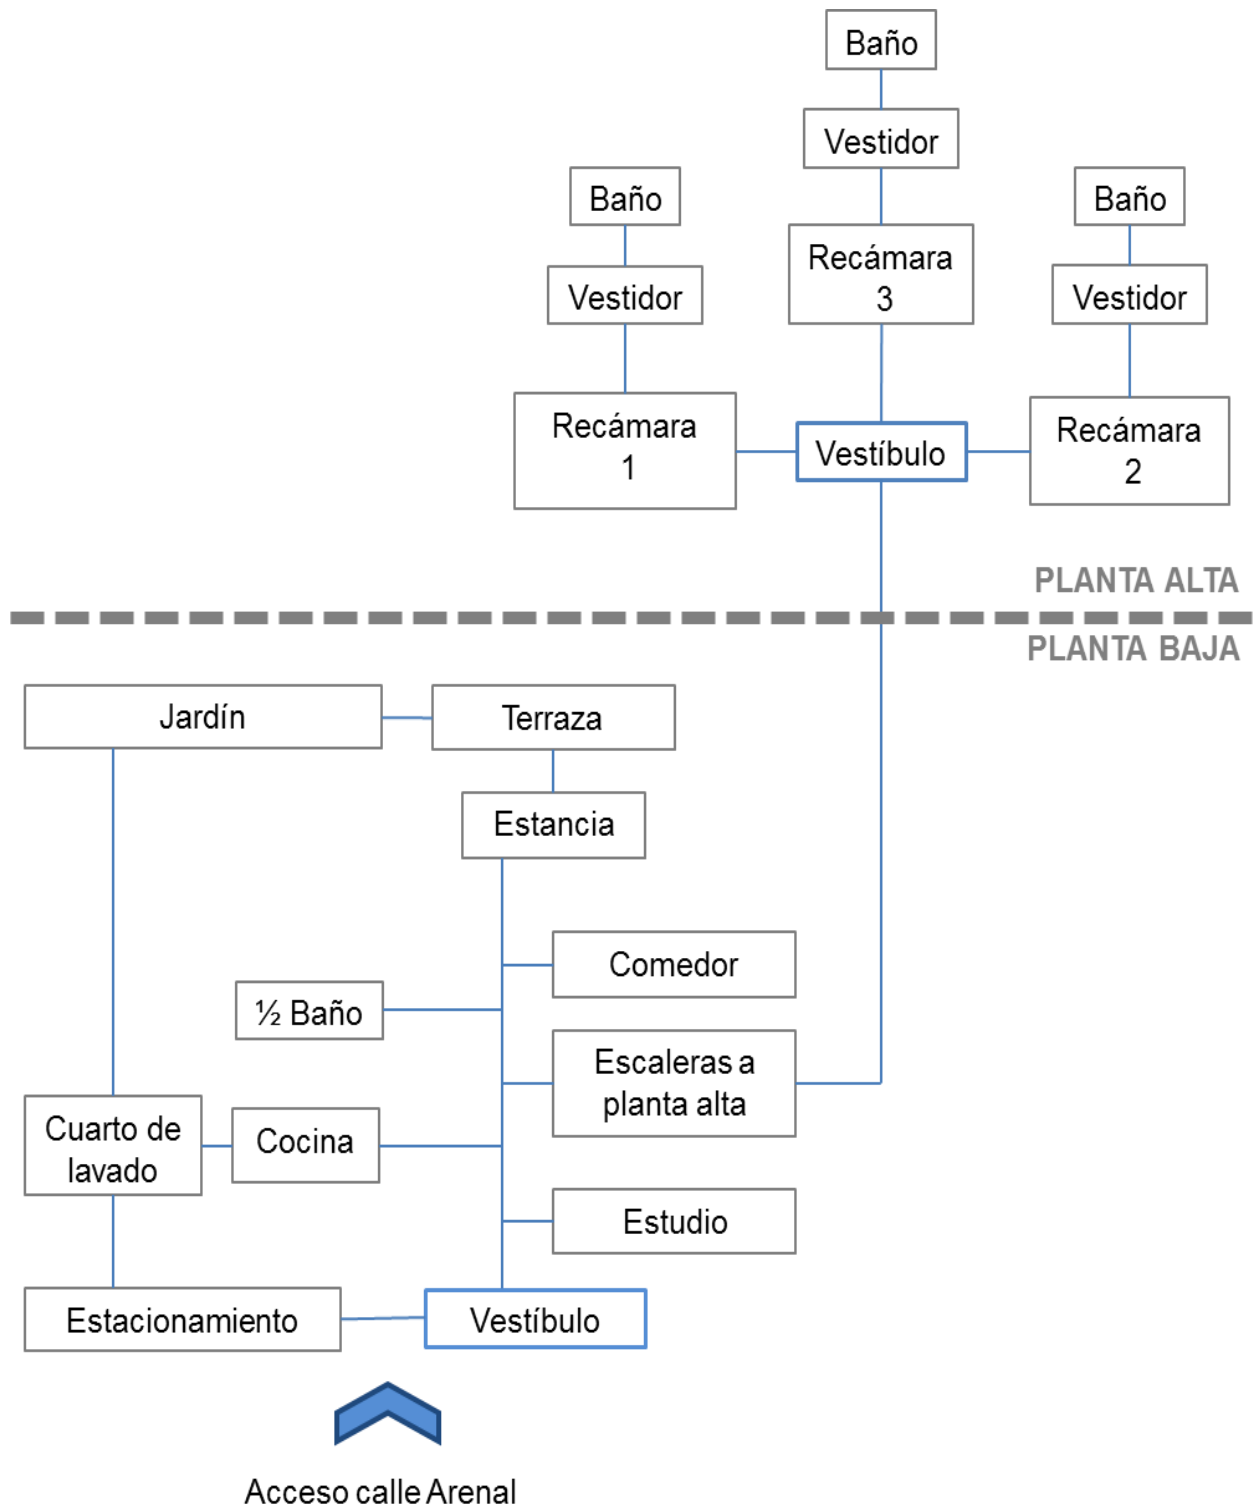 Baño
Vestidor
Baño
Baño
Recámara
3
Vestidor
Vestidor
Recámara
1
Vestíbulo
Recámara
2
PLANTA ALTA
PLANTA BAJA
Jardín
Terraza
Estancia
Comedor
½ Baño
Escaleras a
planta alta
Cuarto de
lavado
Cocina
Estudio
Estacionamiento
Vestíbulo
Acceso calle Arenal